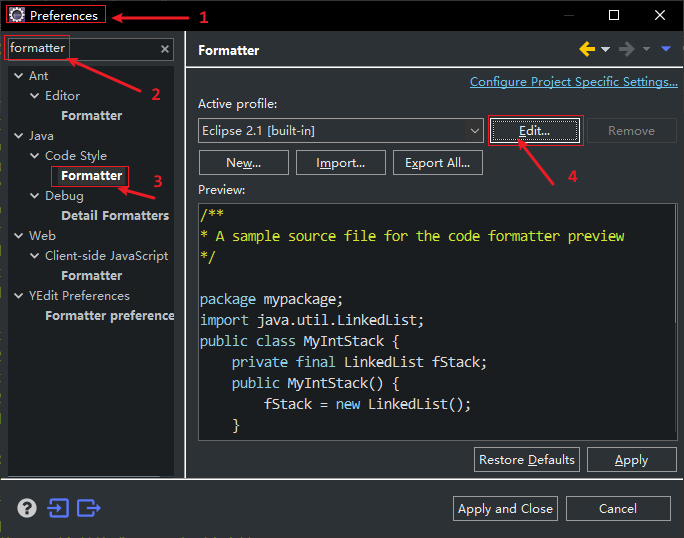 Preferences
1
formatter
2
Ant
Editor
Formatter
Java
Code Style
Formatter
3
Debug
Detail Formatters
Web
Client-side JavaScript
Formatter
YEdit Preferences
Formatter preference
Formatter
Configure Project Specific Settings...
Active profile:
Eclipse 2.1 [built-in]
Edit...
Remove
4
New...
Import...
Export All...
Preview:
/**
* A sample source file for the code formatter preview
*/
package mypackage;
import java.util.LinkedList;
public class MyIntStack {
private final LinkedList fStack;
public MyIntStack() {
fStack = new LinkedList();
}
Restore Defaults
Apply
?
Apply and Close
Cancel